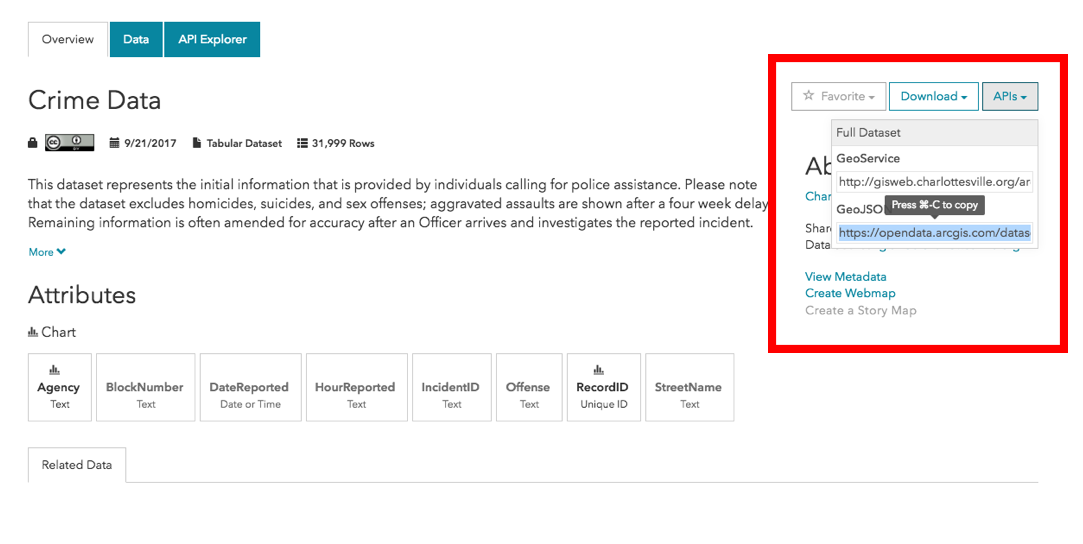 Overview
Data
API Explorer
Crime Data
cc BY
9/21/2017
Tabular Dataset
31,999 Rows
This dataset represents the initial information that is provided by individuals calling for police assistance. Please note
that the dataset excludes homicides, suicides, and sex offenses; aggravated assaults are shown after a four week delay
Remaining information is often amended for accuracy after an Officer arrives and investigates the reported incident.
More
Attributes
Chart
Agency
Text
BlockNumber
Text
DateReported
Date or Time
HourReported
Text
IncidentID
Text
Offense
Text
RecordID
Unique ID
StreetName
Text
Related Data
Favorite
Download
APIs
Full Dataset
GeoService
Ab
http://gisweb.charlottesville.org/ar
Char
GeoJSON
Press ⌘-C to copy
Share
https://opendata.arcgis.com/datase
Data
View Metadata
Create Webmap
Create a Story Map